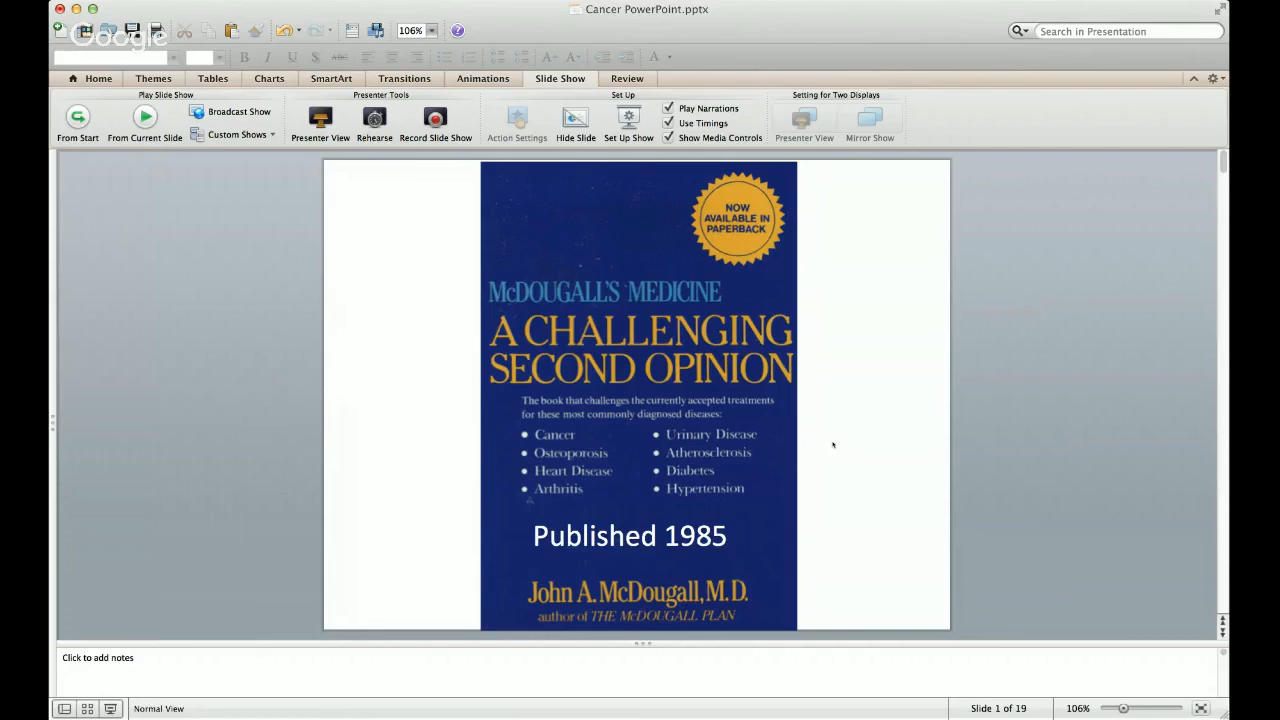 Cancer PowerPoint.pptx
Google
106%
Search in Presentation
Home Themes Tables Charts SmartArt Transitions Animations Slide Show Review
Play Slide Show Presenter Tools Set Up Setting for Two Displays
From Start From Current Slide Broadcast Show Custom Shows Presenter View Rehearse Record Slide Show Action Settings Hide Slide Set Up Show Play Narrations Use Timings Show Media Controls Presenter View Mirror Show
NOW
AVAILABLE IN
PAPERBACK
McDOUGALL'S MEDICINE
A CHALLENGING
SECOND OPINION
The book that challenges the currently accepted treatments
for these most commonly diagnosed diseases:
• Cancer • Urinary Disease
• Osteoporosis • Atherosclerosis
• Heart Disease • Diabetes
• Arthritis • Hypertension
Published 1985
John A. McDougall, M.D.
author of THE McDOUGALL PLAN
Click to add notes
Normal View Slide 1 of 19 106%